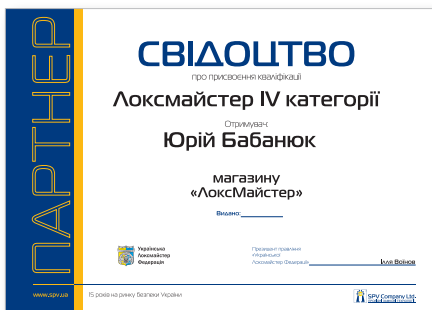 ПАРТНЕР
СВІДОЦТВО
про присвоєння кваліфікації
Локсмайстер IV категорії
Отримувач:
Юрій Бабанюк
магазину
«ЛоксМайстер»
Видано:
Українська
Локсмайстер
Федерація
Президент правління
«Української
Локсмайстер Федерації
Ілля Воїнов
www.spv.ua
15 років на ринку безпеки України
SPV Company Ltd.